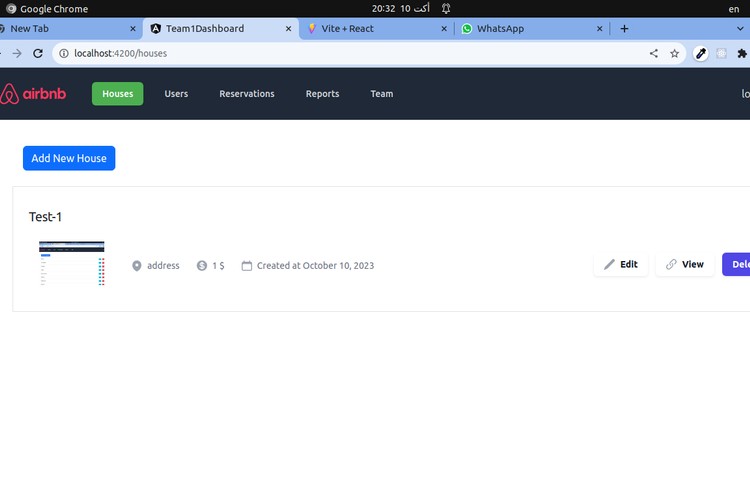 Google Chrome
20:32 10 أكت
en
New Tab
Team1Dashboard
Vite + React
WhatsApp
localhost:4200/houses
airbnb
Houses
Users
Reservations
Reports
Team
lo
Add New House
Test-1
address
1 $
Created at October 10, 2023
Edit
View
Dele